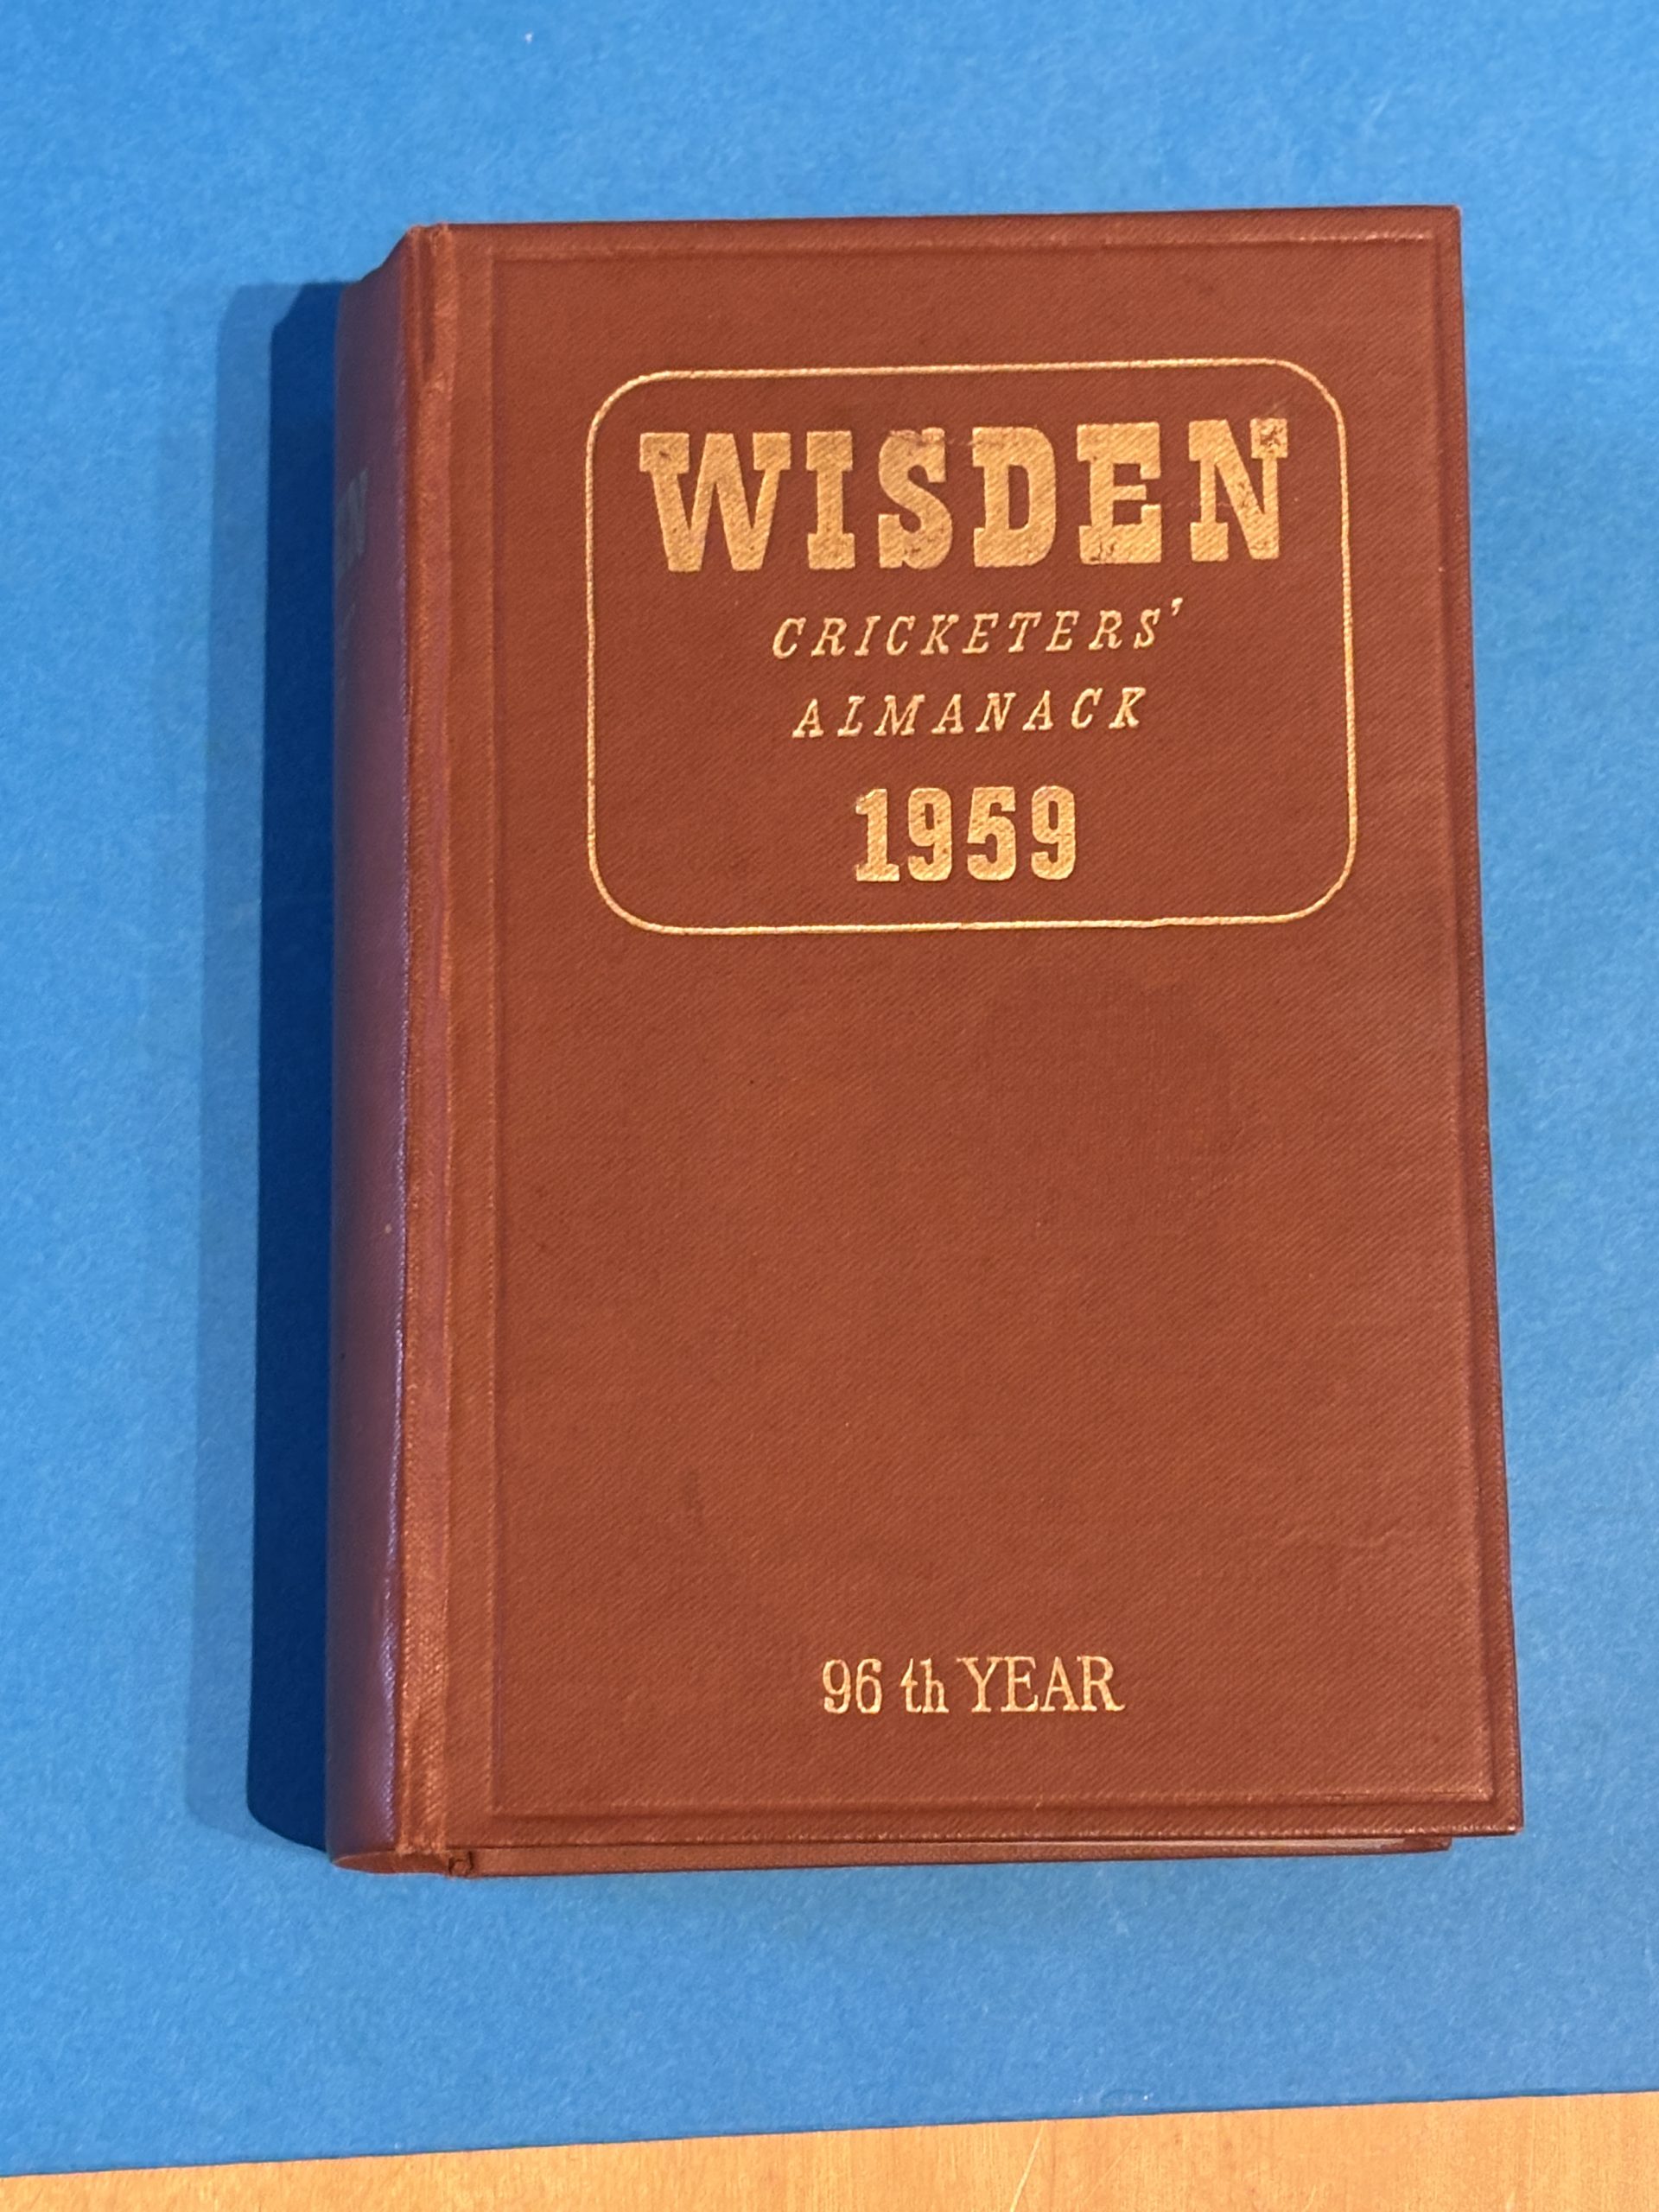 WISDEN
CRICKETERS'
ALMANACK
1959
96 th YEAR